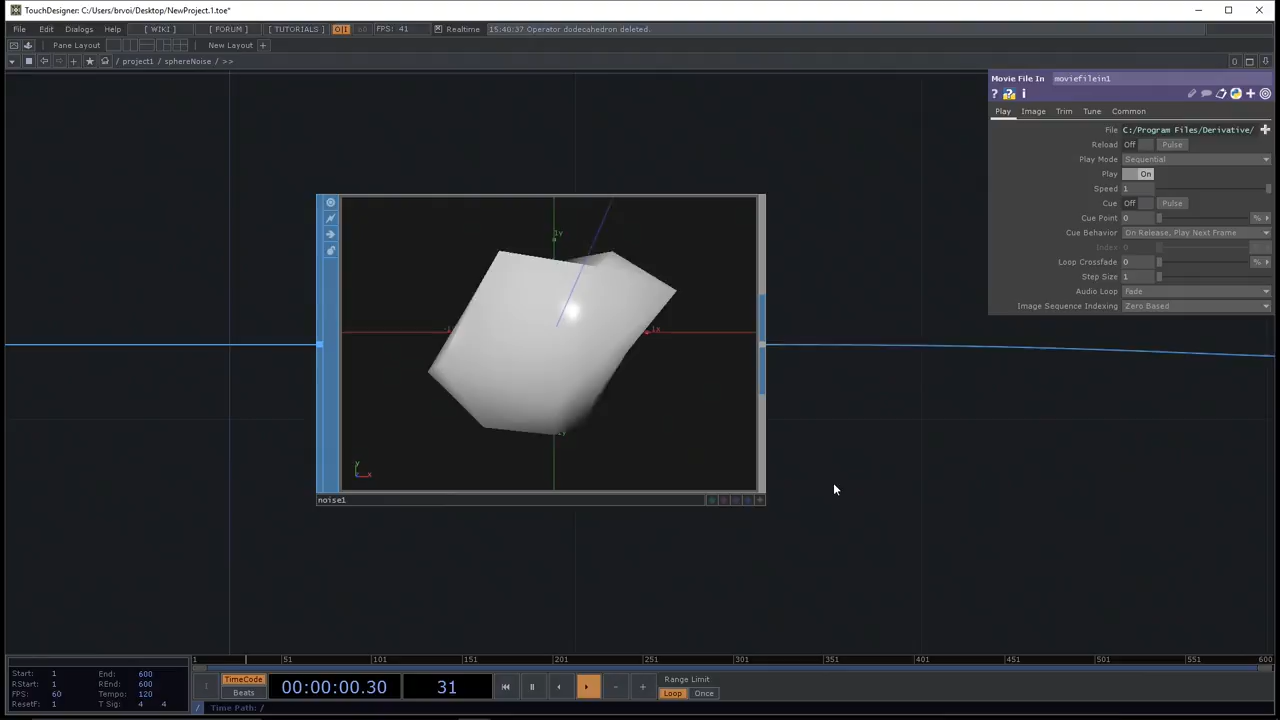 TouchDesigner: C:/Users/brvoi/Desktop/NewProject.1.toe*
File Edit Dialogs Help [ WIKI ] [ FORUM ] [ TUTORIALS ] O|I 60 FPS: 41 Realtime 15:40:37 Operator dodecahedron deleted.
Pane Layout New Layout +
/ project1 / sphereNoise / >> 0
Movie File In moviefilein1
? ? i
Play Image Trim Tune Common
File C:/Program Files/Derivative/
Reload Off Pulse
Play Mode Sequential
Play On
Speed 1
Cue Off Pulse
Cue Point 0 %
Cue Behavior On Release, Play Next Frame
Index 0
Loop Crossfade 0 %
Step Size 1
Audio Loop Fade
Image Sequence Indexing Zero Based
1y
1x
y
x
noise1
1 51 101 151 201 251 301 351 401 451 501 551 600
Start: 1 End: 600
RStart: 1 REnd: 600
FPS: 60 Tempo: 120
ResetF: 1 T Sig: 4 4
TimeCode
Beats
00:00:00.30 31
Range Limit
Loop Once
/ Time Path: /